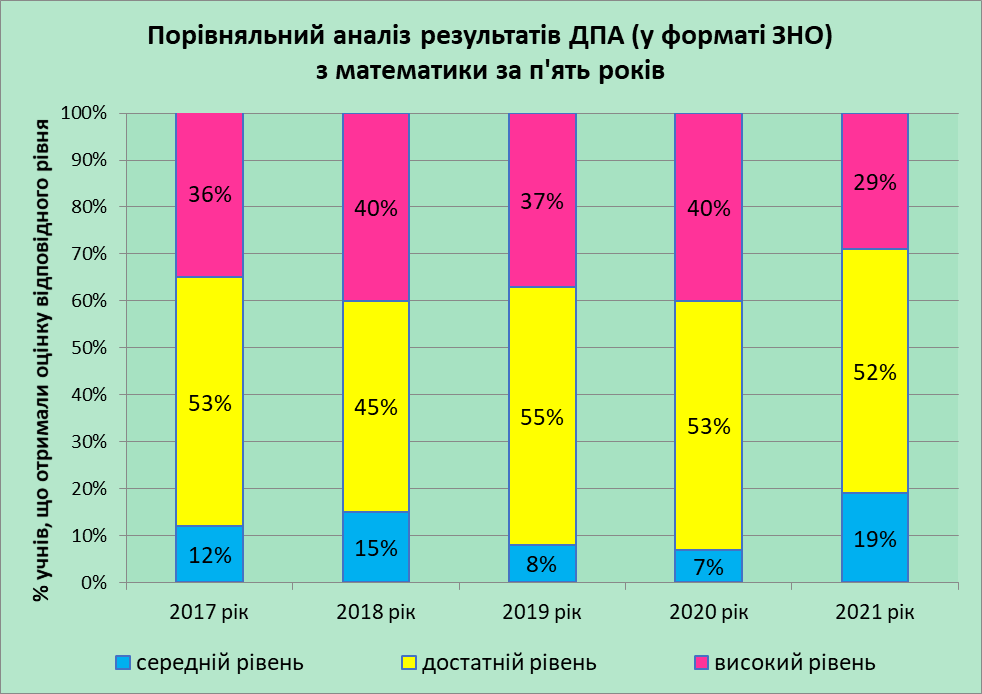 Порівняльний аналіз результатів ДПА (у форматі ЗНО)
з математики за п'ять років
% учнів, що отримали оцінку відповідного рівня
100%
90%
80%
70%
60%
50%
40%
30%
20%
10%
0%
36%
40%
37%
40%
29%
53%
45%
55%
53%
52%
12%
15%
8%
7%
19%
2017 рік
2018 рік
2019 рік
2020 рік
2021 рік
середній рівень
достатній рівень
високий рівень